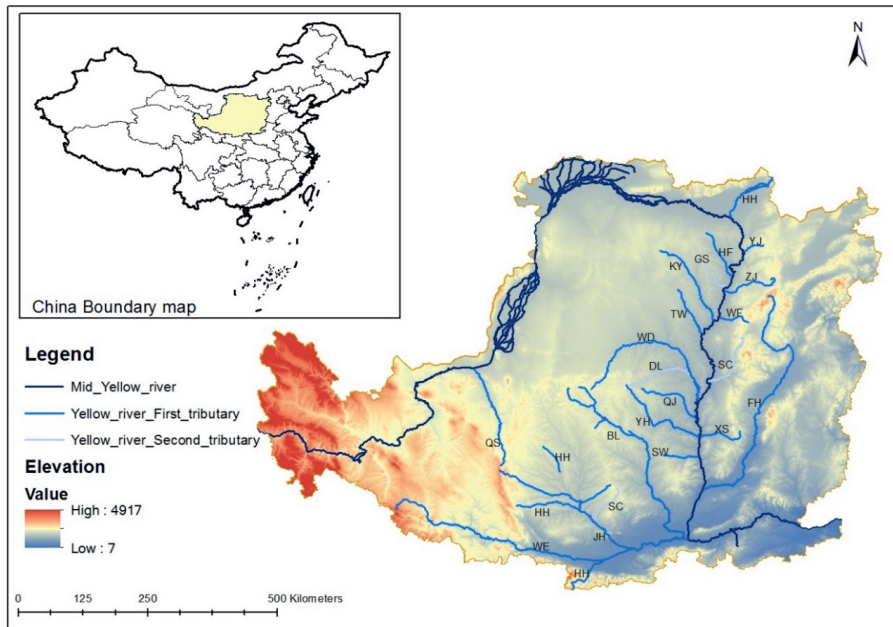 N
China Boundary map
Legend
Mid_Yellow_river
Yellow_river_First_tributary
Yellow_river_Second_tributary
Elevation
Value
High : 4917
Low : 7
0 125 250 500 Kilometers
HH
YJ
HF
GS
KY
ZJ
TW
WF
WD
DL
SC
QJ
FH
YH
XS
BL
QS
SW
HH
HH
SC
JH
WE
HH